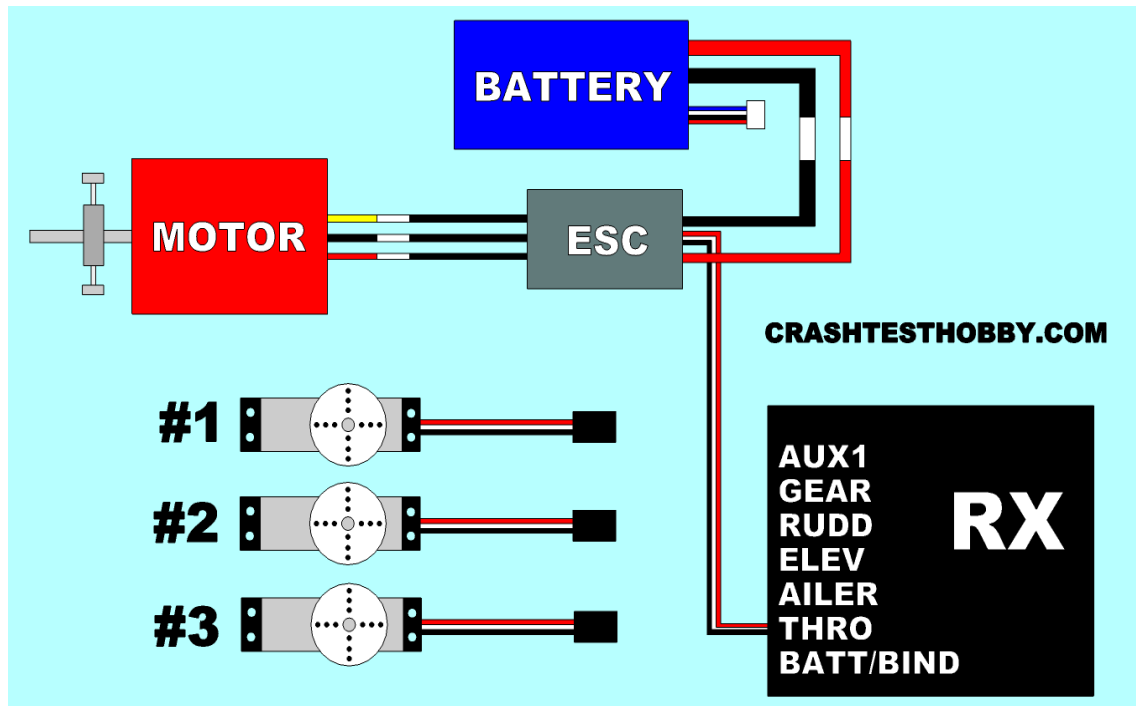 BATTERY
MOTOR
ESC
CRASHTESTHOBBY.COM
#1
#2
#3
AUX1
GEAR
RUDD
ELEV
AILER
THRO
BATT/BIND
RX